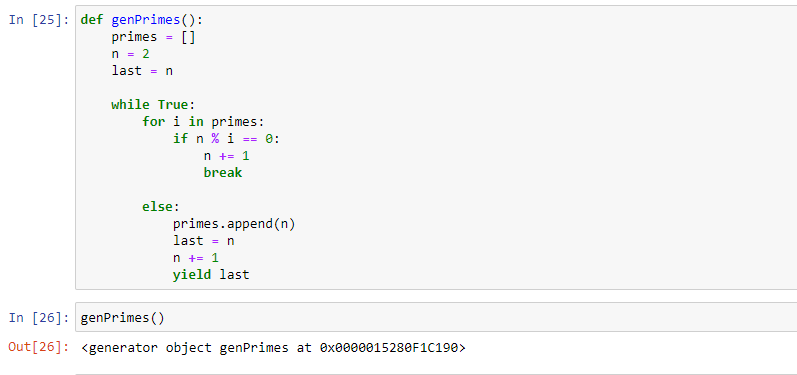 In [25]: def genPrimes():
    primes = []
    n = 2
    last = n

    while True:
        for i in primes:
            if n % i == 0:
                n += 1
                break

        else:
            primes.append(n)
            last = n
            n += 1
            yield last
In [26]: genPrimes()
Out[26]: <generator object genPrimes at 0x0000015280F1C190>